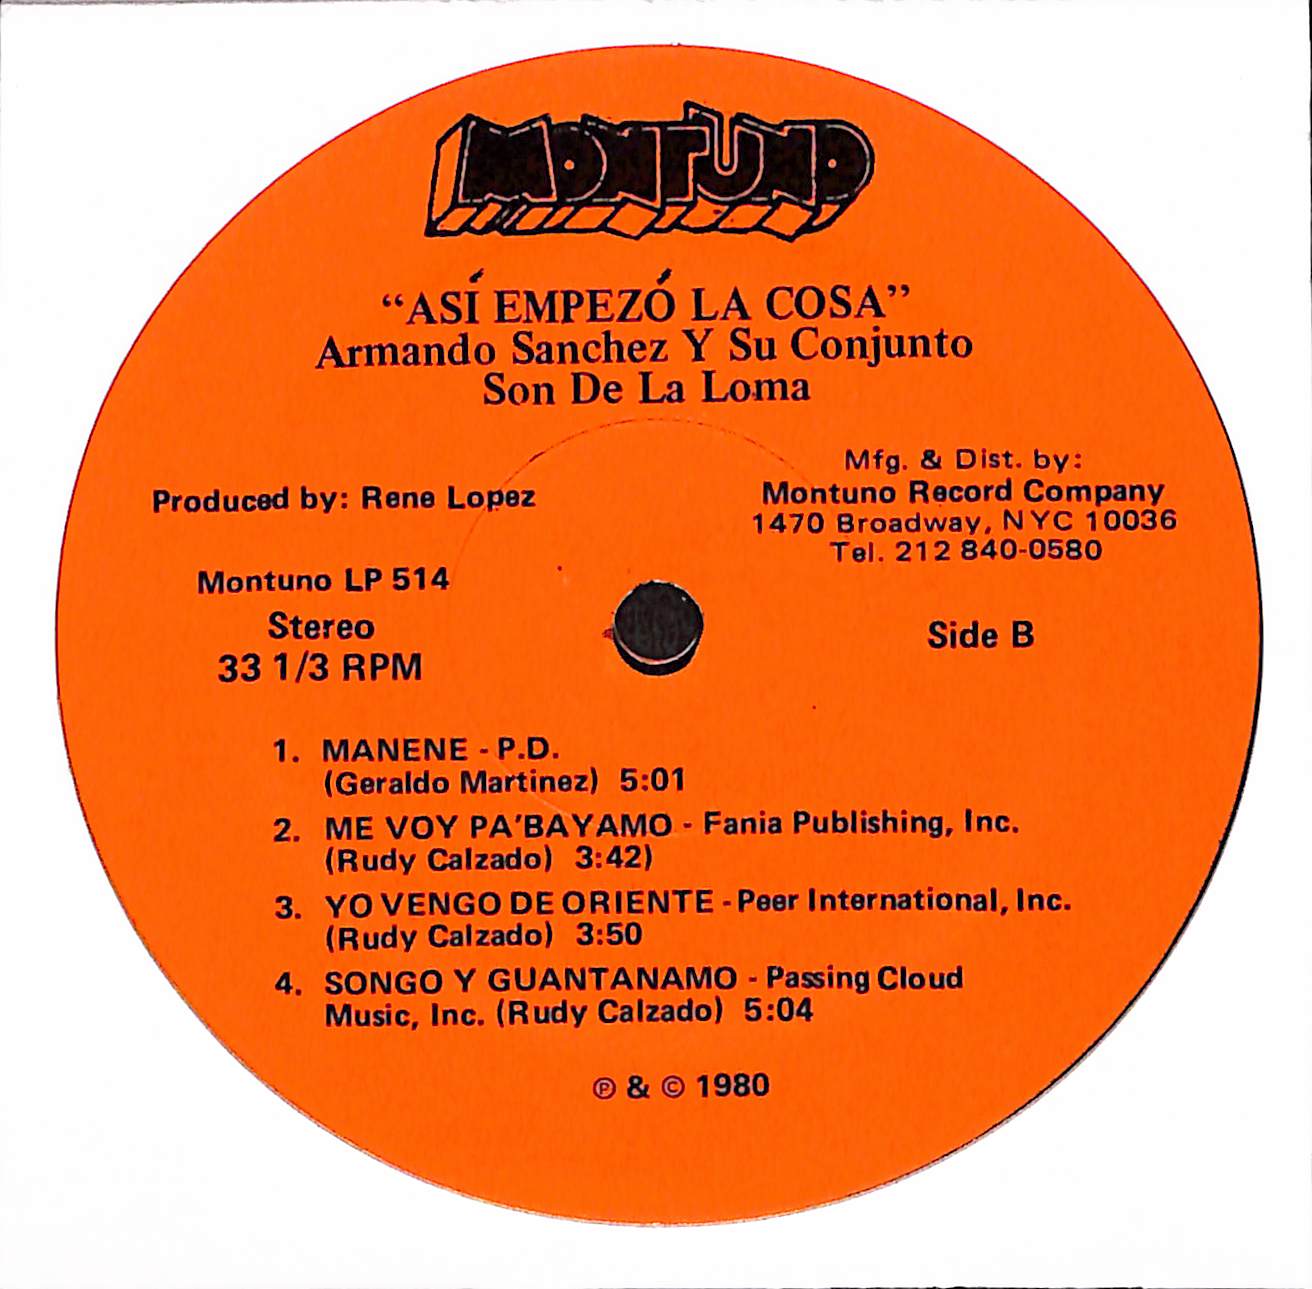 MONTUNO
“ASÍ EMPEZÓ LA COSA”
Armando Sanchez Y Su Conjunto
Son De La Loma
Produced by: Rene Lopez
Mfg. & Dist. by:
Montuno Record Company
1470 Broadway, NYC 10036
Tel. 212 840-0580
Montuno LP 514
Stereo
33 1/3 RPM
Side B
1. MANENE - P.D.
(Geraldo Martinez) 5:01
2. ME VOY PA'BAYAMO - Fania Publishing, Inc.
(Rudy Calzado) 3:42)
3. YO VENGO DE ORIENTE - Peer International, Inc.
(Rudy Calzado) 3:50
4. SONGO Y GUANTANAMO - Passing Cloud
Music, Inc. (Rudy Calzado) 5:04
℗ & © 1980